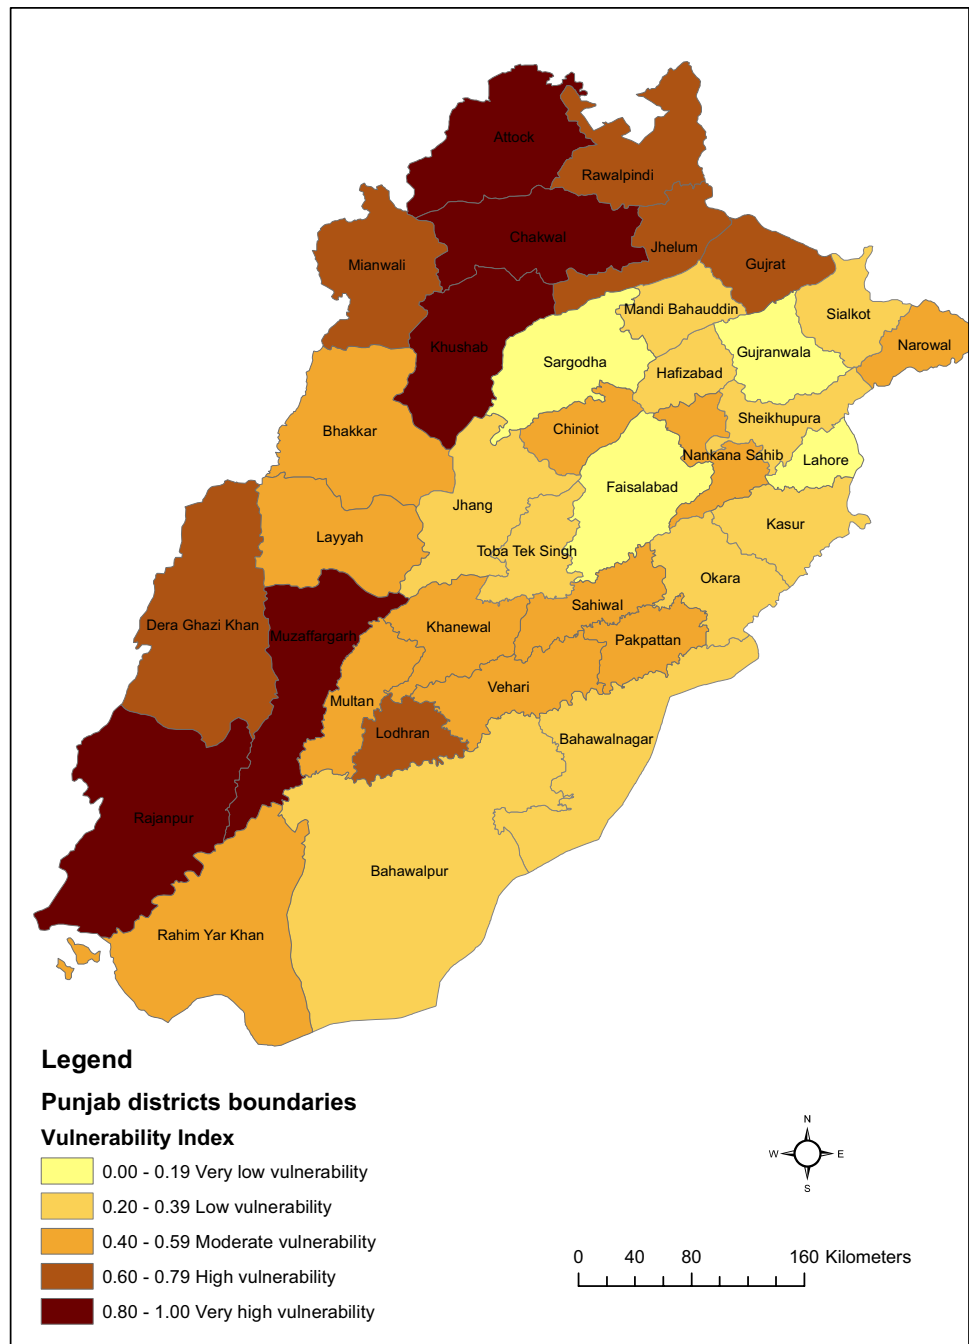 Attock
Rawalpindi
Chakwal
Jhelum
Mianwali
Gujrat
Mandi Bahauddin
Sialkot
Narowal
Khushab
Gujranwala
Sargodha
Hafizabad
Sheikhupura
Bhakkar
Chiniot
Nankana Sahib
Lahore
Faisalabad
Jhang
Kasur
Layyah
Toba Tek Singh
Okara
Sahiwal
Dera Ghazi Khan
Muzaffargarh
Khanewal
Pakpattan
Vehari
Multan
Lodhran
Bahawalnagar
Rajanpur
Bahawalpur
Rahim Yar Khan
Legend
Punjab districts boundaries
Vulnerability Index
0.00 - 0.19 Very low vulnerability
0.20 - 0.39 Low vulnerability
0.40 - 0.59 Moderate vulnerability
0.60 - 0.79 High vulnerability
0.80 - 1.00 Very high vulnerability
N
W E
S
0 40 80 160 Kilometers